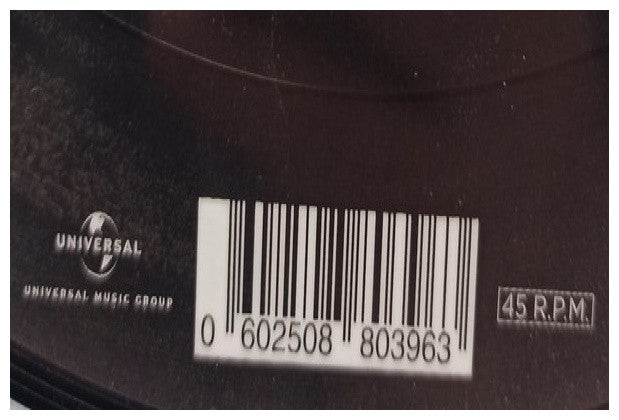 UNIVERSAL
UNIVERSAL MUSIC GROUP
0 602508 803963
45 R.P.M.